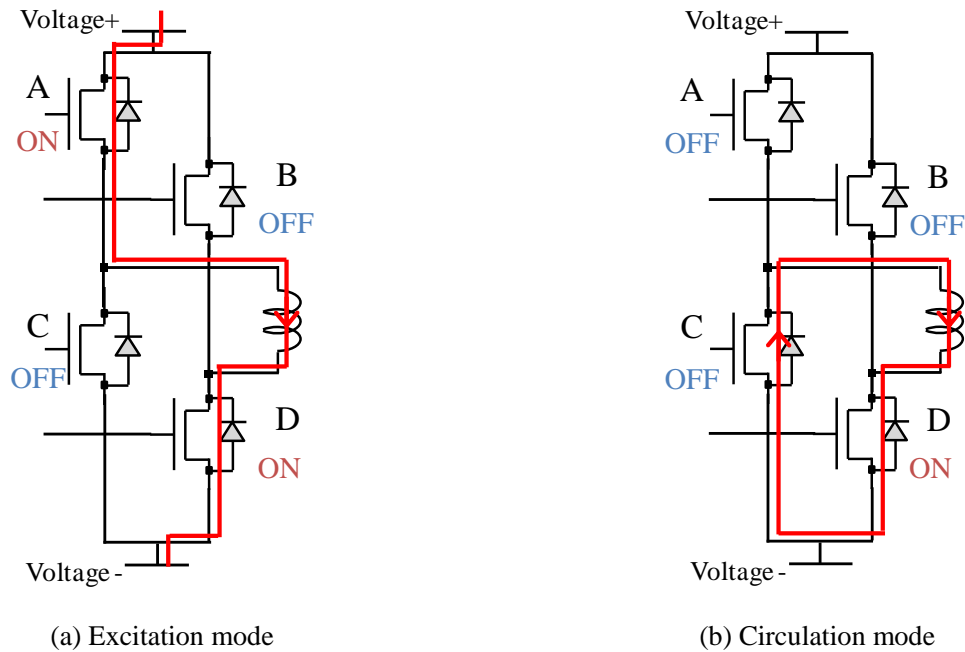 Voltage+
A
ON
B
OFF
C
OFF
D
ON
Voltage -
(a) Excitation mode
Voltage+
A
OFF
B
OFF
C
OFF
D
ON
Voltage -
(b) Circulation mode